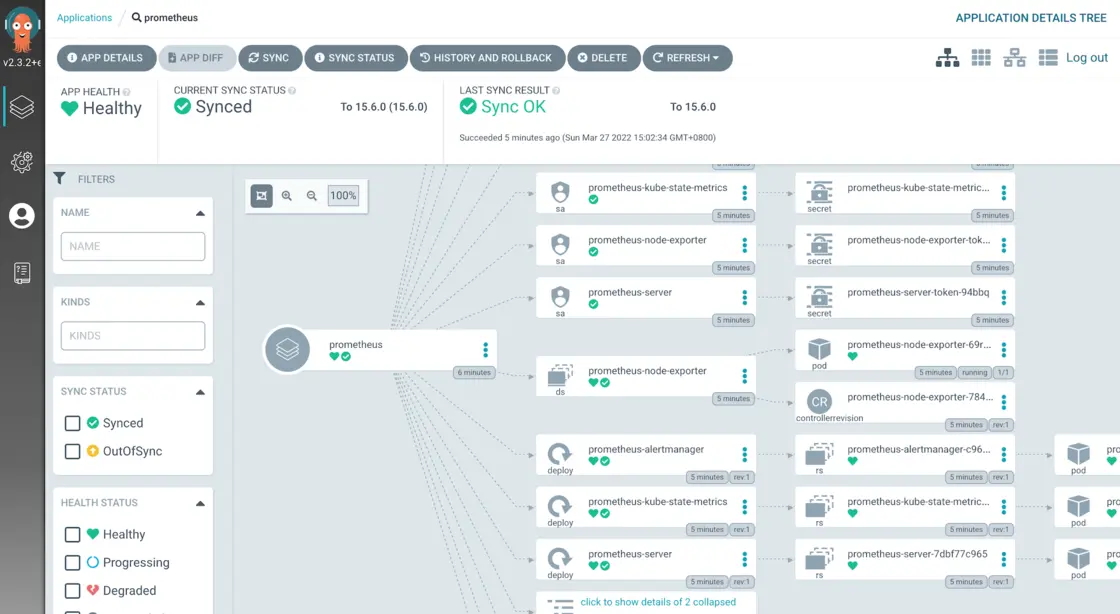 Applications
prometheus
APPLICATION DETAILS TREE
v2.3.2+
APP DETAILS
APP DIFF
SYNC
SYNC STATUS
HISTORY AND ROLLBACK
DELETE
REFRESH
Log out
APP HEALTH
Healthy
CURRENT SYNC STATUS
Synced
To 15.6.0 (15.6.0)
LAST SYNC RESULT
Sync OK
To 15.6.0
Succeeded 5 minutes ago (Sun Mar 27 2022 15:02:34 GMT+0800)
FILTERS
NAME
NAME
KINDS
KINDS
SYNC STATUS
Synced
OutOfSync
HEALTH STATUS
Healthy
Progressing
Degraded
100%
5 minutes
5 minutes
sa
prometheus-kube-state-metrics
5 minutes
secret
prometheus-kube-state-metric...
5 minutes
sa
prometheus-node-exporter
5 minutes
secret
prometheus-node-exporter-tok...
5 minutes
sa
prometheus-server
5 minutes
secret
prometheus-server-token-94bbq
5 minutes
prometheus
6 minutes
ds
prometheus-node-exporter
5 minutes
pod
prometheus-node-exporter-69r...
5 minutes
running
1/1
CR
controllerrevision
prometheus-node-exporter-784...
5 minutes
rev:1
deploy
prometheus-alertmanager
5 minutes
rev:1
rs
prometheus-alertmanager-c96...
5 minutes
rev:1
pod
deploy
prometheus-kube-state-metrics
5 minutes
rev:1
rs
prometheus-kube-state-metric...
5 minutes
rev:1
pod
deploy
prometheus-server
5 minutes
rev:1
rs
prometheus-server-7dbf77c965
5 minutes
rev:1
pod
click to show details of 2 collapsed